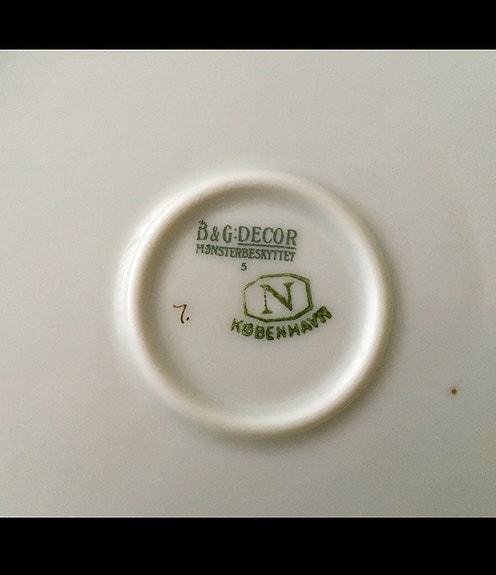 B&G:DECOR
MØNSTERBESKYTTET
5
N
KØBENHAVN
7.